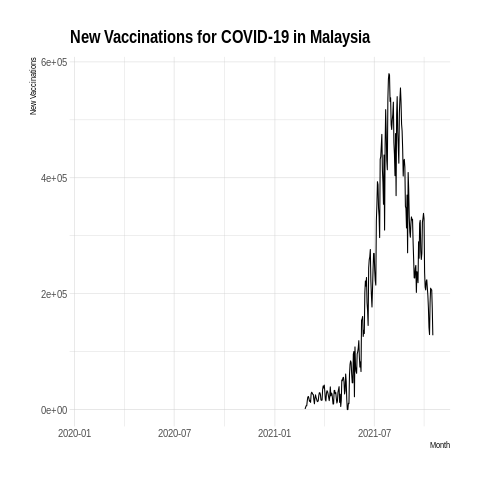 New Vaccinations for COVID-19 in Malaysia
New Vaccinations
6e+05
4e+05
2e+05
0e+00
2020-01 2020-07 2021-01 2021-07
Month